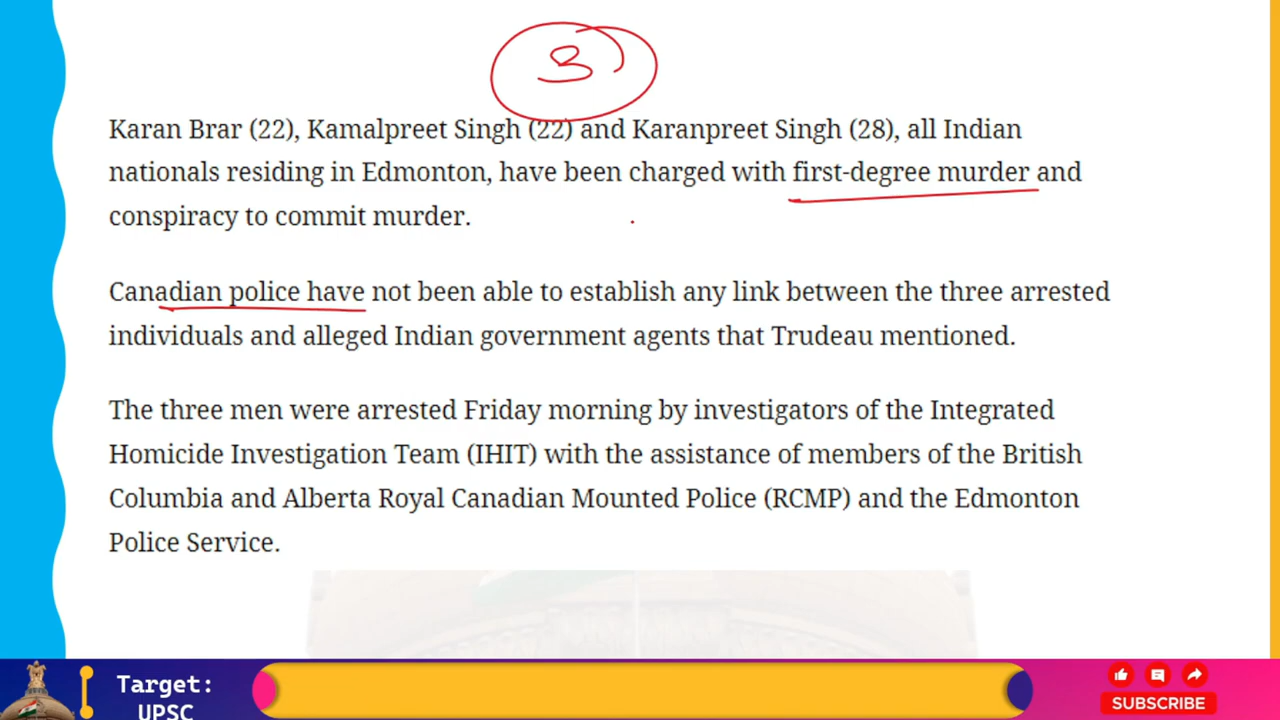 3
Karan Brar (22), Kamalpreet Singh (22) and Karanpreet Singh (28), all Indian
nationals residing in Edmonton, have been charged with first-degree murder and
conspiracy to commit murder.
Canadian police have not been able to establish any link between the three arrested
individuals and alleged Indian government agents that Trudeau mentioned.
The three men were arrested Friday morning by investigators of the Integrated
Homicide Investigation Team (IHIT) with the assistance of members of the British
Columbia and Alberta Royal Canadian Mounted Police (RCMP) and the Edmonton
Police Service.
Target:
UPSC
SUBSCRIBE